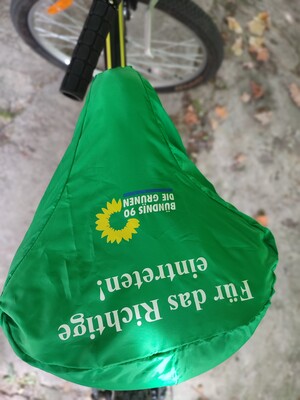 Für das Richtige
eintreten!
BÜNDNIS 90
DIE GRÜNEN